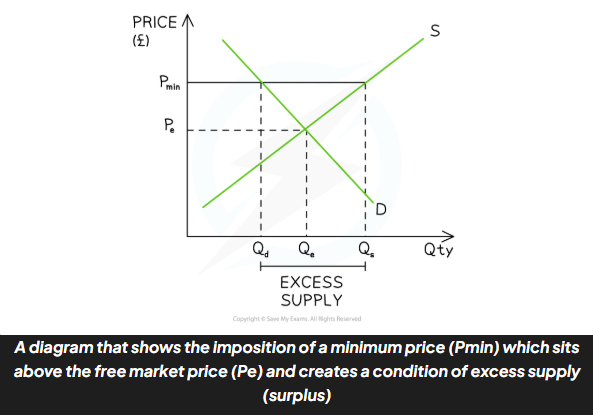 PRICE
(£)
S
Pmin
Pe
D
Qd Qe Qs Qty
EXCESS
SUPPLY
Copyright © Save My Exams. All Rights Reserved
A diagram that shows the imposition of a minimum price (Pmin) which sits
above the free market price (Pe) and creates a condition of excess supply
(surplus)